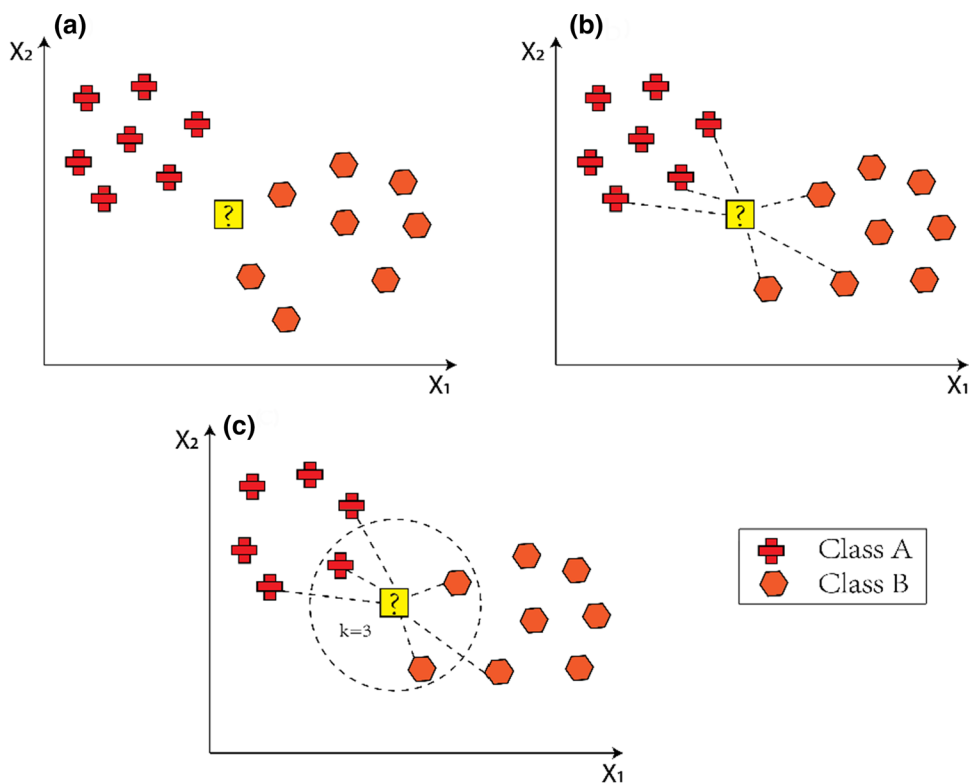 (a)
X₂
?
X₁
(b)
X₂
?
X₁
(c)
X₂
?
k=3
X₁
Class A
Class B